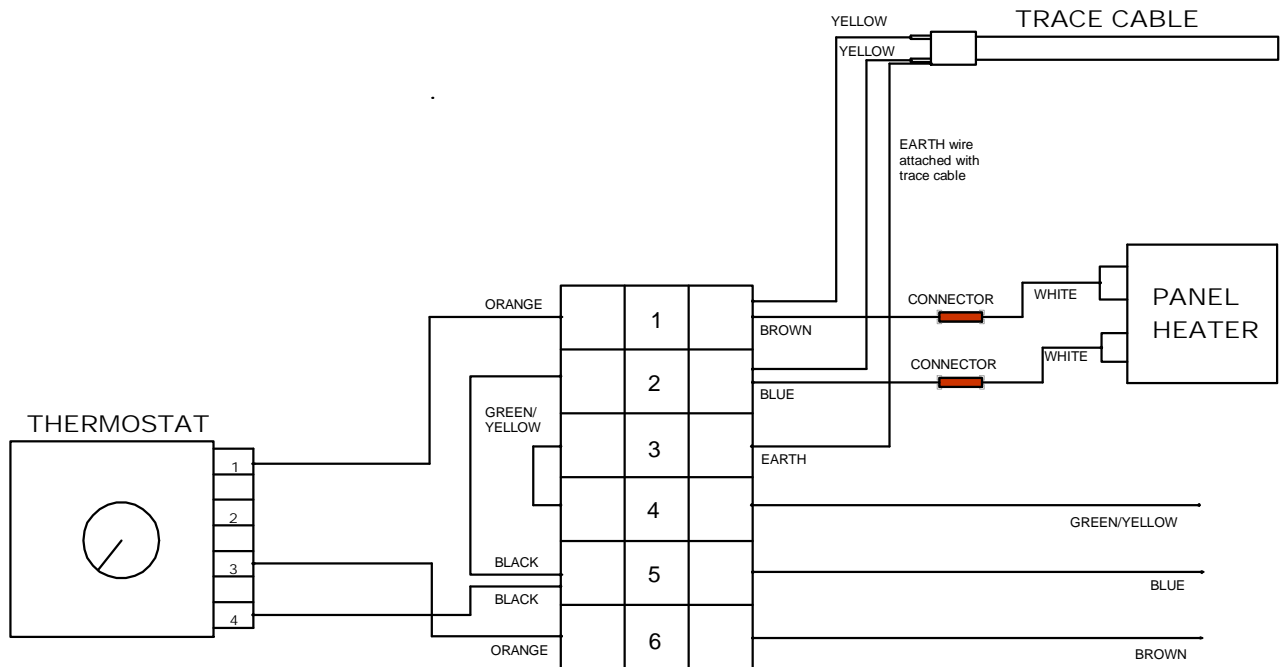 YELLOW
TRACE CABLE
YELLOW
EARTH wire
attached with
trace cable
ORANGE
1
BROWN
CONNECTOR
WHITE
PANEL
HEATER
2
BLUE
CONNECTOR
WHITE
GREEN/
YELLOW
THERMOSTAT
3
EARTH
1
2
3
4
4
GREEN/YELLOW
BLACK
5
BLUE
BLACK
ORANGE
6
BROWN